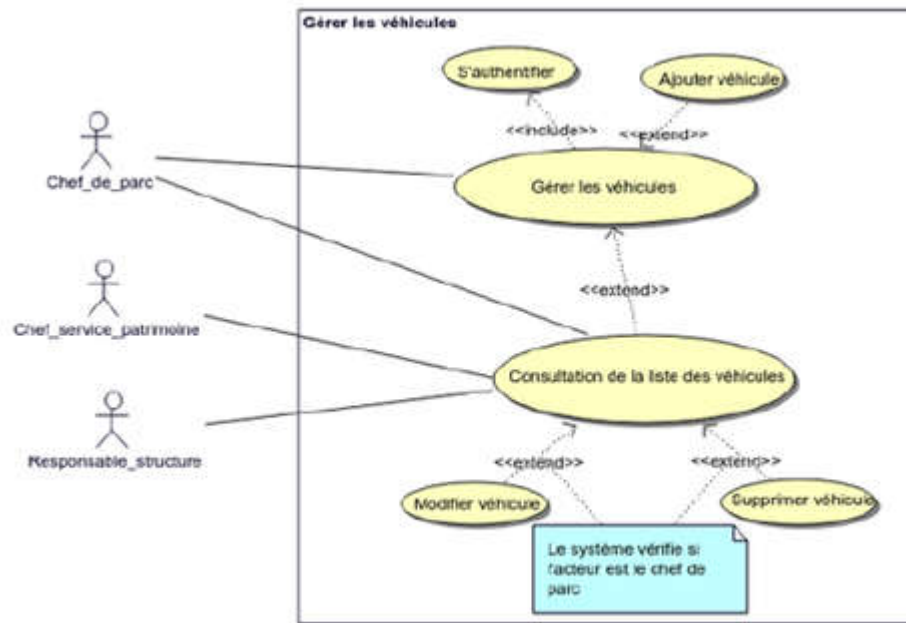 Gérer les véhicules
S'authentifier
Ajouter véhicule
<<include>>
<<extend>>
Chef_de_parc
Gérer les véhicules
<<extend>>
Chef_service_patrimoine
Consultation de la liste des véhicules
Responsable_structure
<<extend>>
<<extend>>
Modifier véhicule
Supprimer véhicule
Le système vérifie si
l'acteur est le chef de
parc